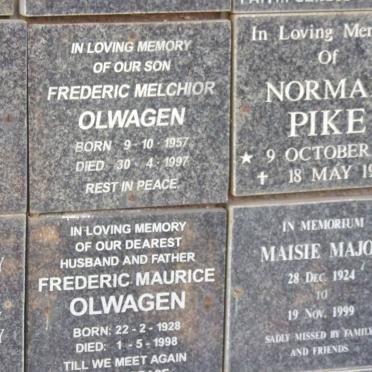 IN LOVING MEMORY
OF OUR SON
FREDERIC MELCHIOR
OLWAGEN
BORN 9-10-1957
DIED 30-4-1997
REST IN PEACE
In Loving
Of
PIKE
★ 9 OCTOBER
✝ 18 MAY
IN LOVING MEMORY
OF OUR DEAREST
HUSBAND AND FATHER
FREDERIC MAURICE
OLWAGEN
BORN: 22-2-1928
DIED: 1-5-1998
TILL WE MEET AGAIN
IN MEMORIUM
MAISIE MAJO
28 DEC. 1924
TO
19 NOV. 1999
SADLY MISSED BY FAMILY
AND FRIENDS